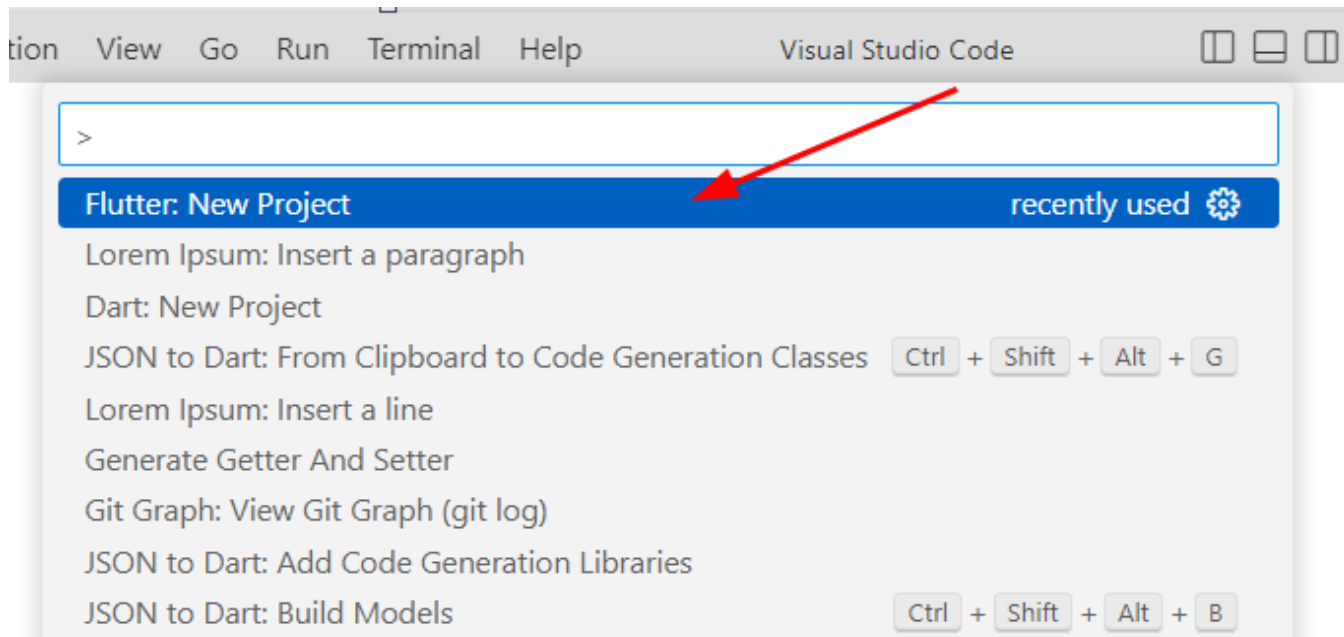 tion View Go Run Terminal Help Visual Studio Code
>
Flutter: New Project recently used
Lorem Ipsum: Insert a paragraph
Dart: New Project
JSON to Dart: From Clipboard to Code Generation Classes Ctrl + Shift + Alt + G
Lorem Ipsum: Insert a line
Generate Getter And Setter
Git Graph: View Git Graph (git log)
JSON to Dart: Add Code Generation Libraries
JSON to Dart: Build Models Ctrl + Shift + Alt + B